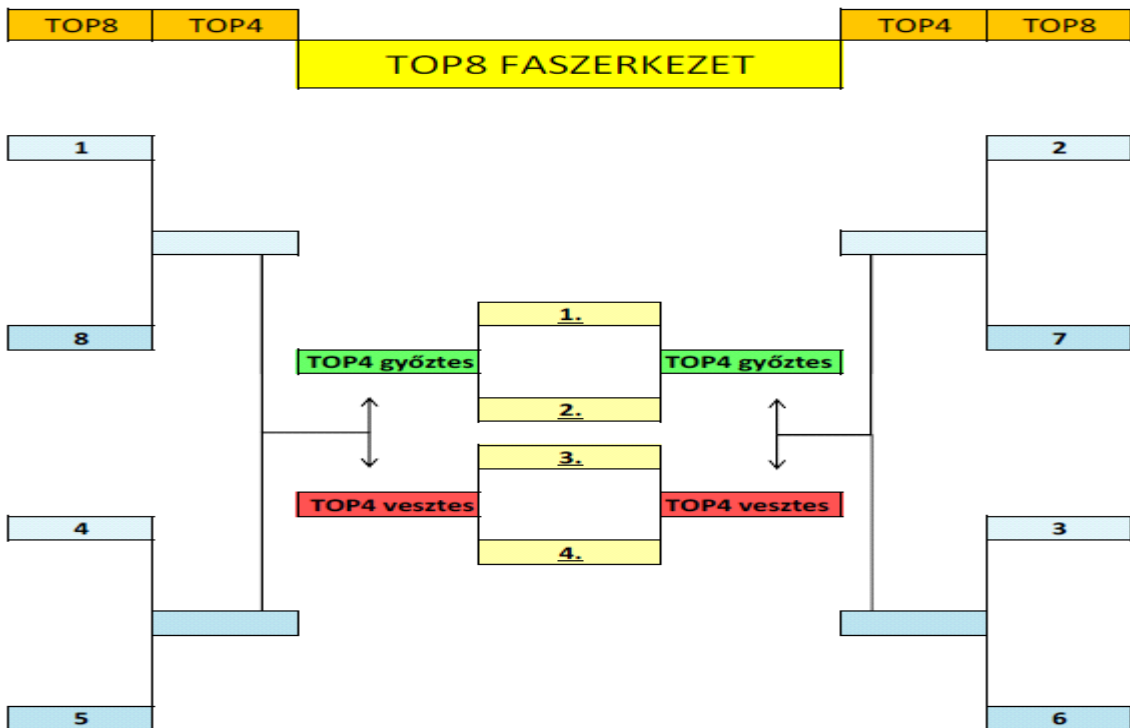 TOP8 TOP4 TOP4 TOP8
TOP8 FASZERKEZET
1 2
1.
8 7
TOP4 győztes TOP4 győztes
2.
3.
TOP4 vesztes TOP4 vesztes
4 3
4.
5 6